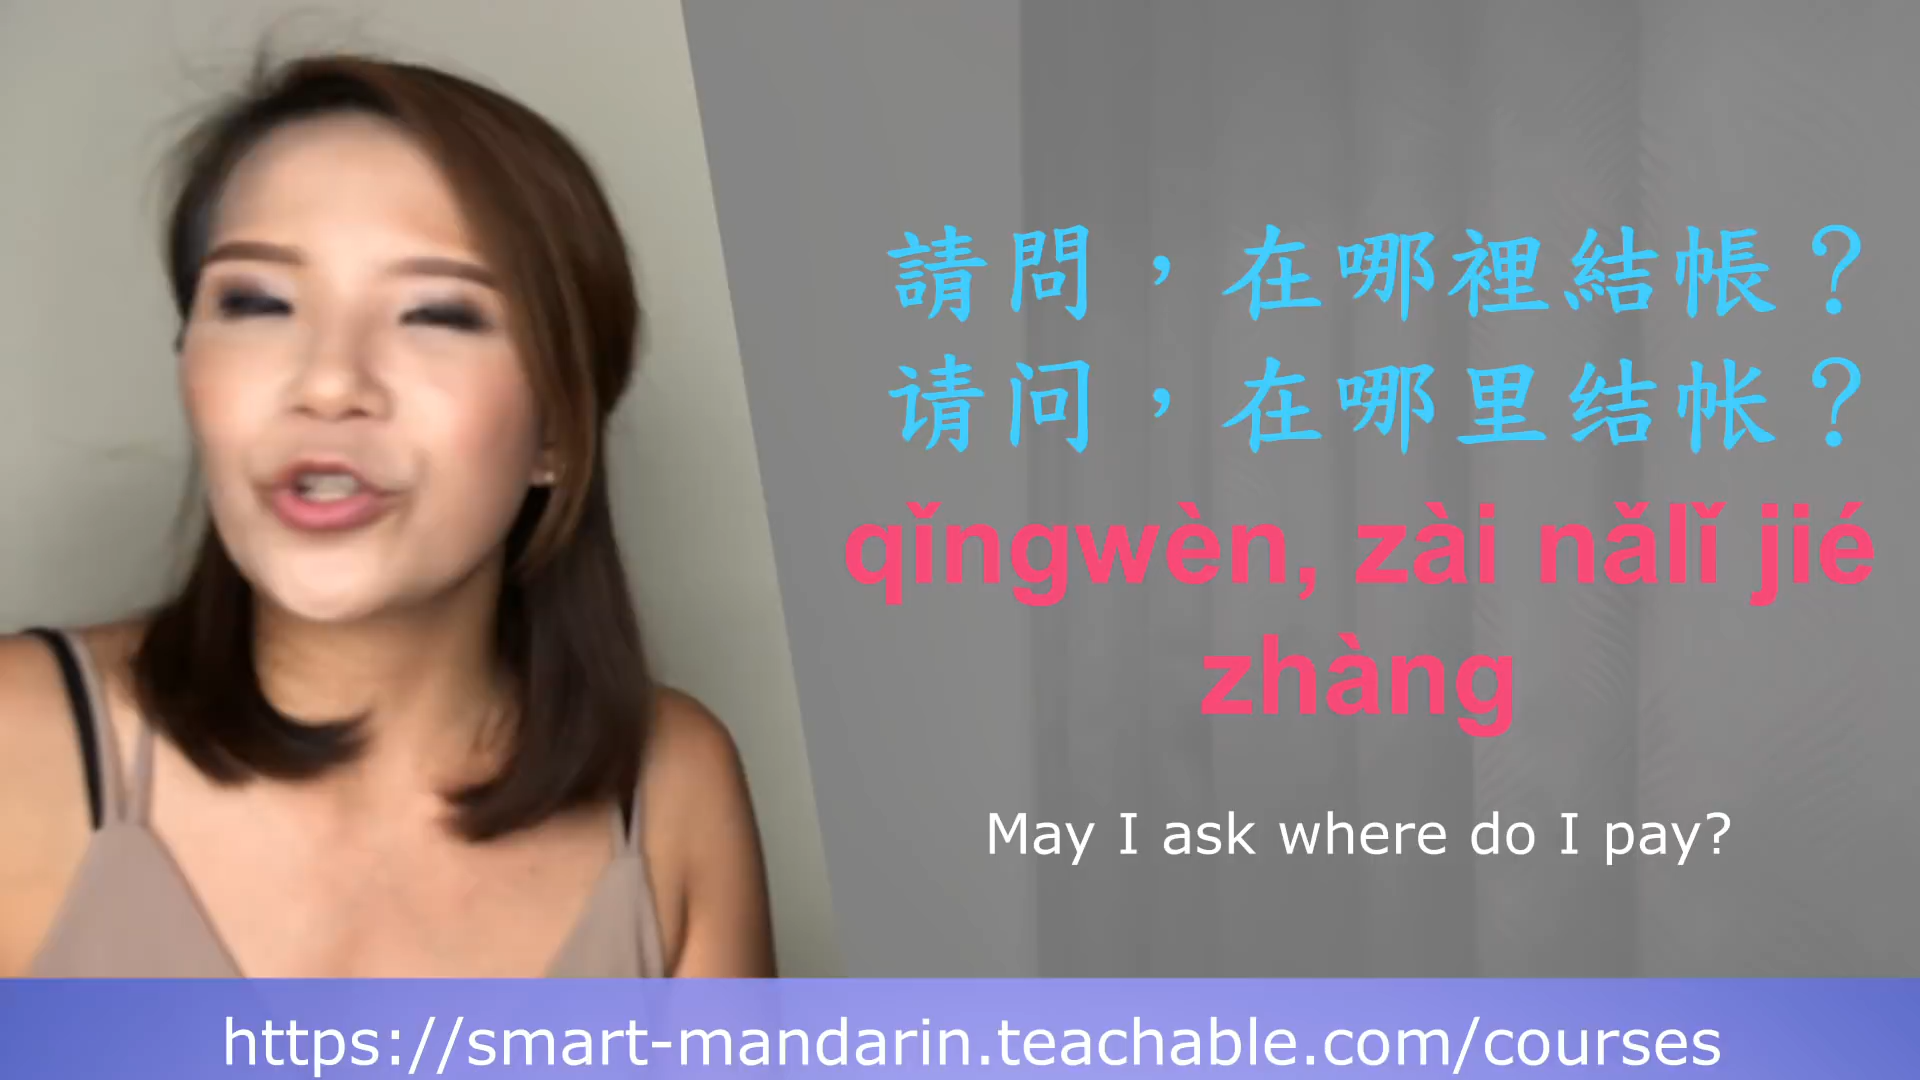 請問，在哪裡結帳？
请问，在哪里结帐？
qǐngwèn, zài nǎlǐ jié
zhàng
May I ask where do I pay?
https://smart-mandarin.teachable.com/courses